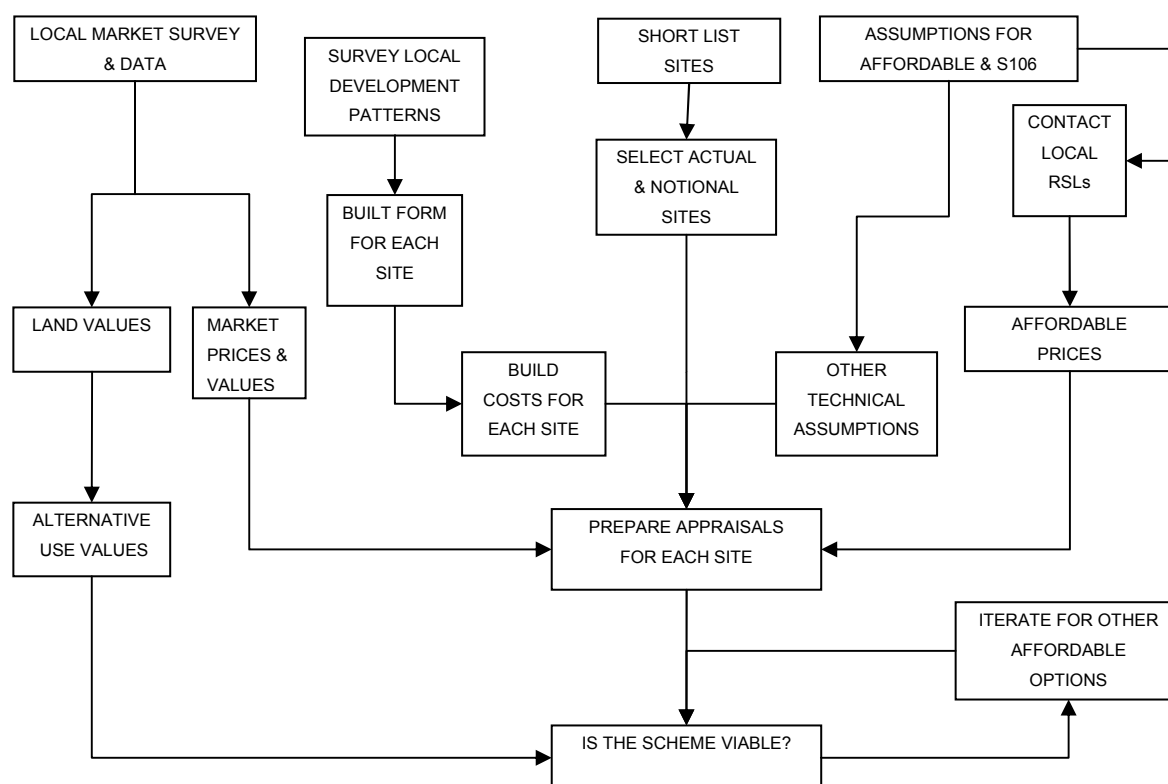 LOCAL MARKET SURVEY
& DATA
SURVEY LOCAL
DEVELOPMENT
PATTERNS
SHORT LIST
SITES
ASSUMPTIONS FOR
AFFORDABLE & S106
CONTACT
LOCAL
RSLs
SELECT ACTUAL
& NOTIONAL
SITES
BUILT FORM
FOR EACH
SITE
LAND VALUES
MARKET
PRICES &
VALUES
BUILD
COSTS FOR
EACH SITE
OTHER
TECHNICAL
ASSUMPTIONS
AFFORDABLE
PRICES
ALTERNATIVE
USE VALUES
PREPARE APPRAISALS
FOR EACH SITE
ITERATE FOR OTHER
AFFORDABLE
OPTIONS
IS THE SCHEME VIABLE?